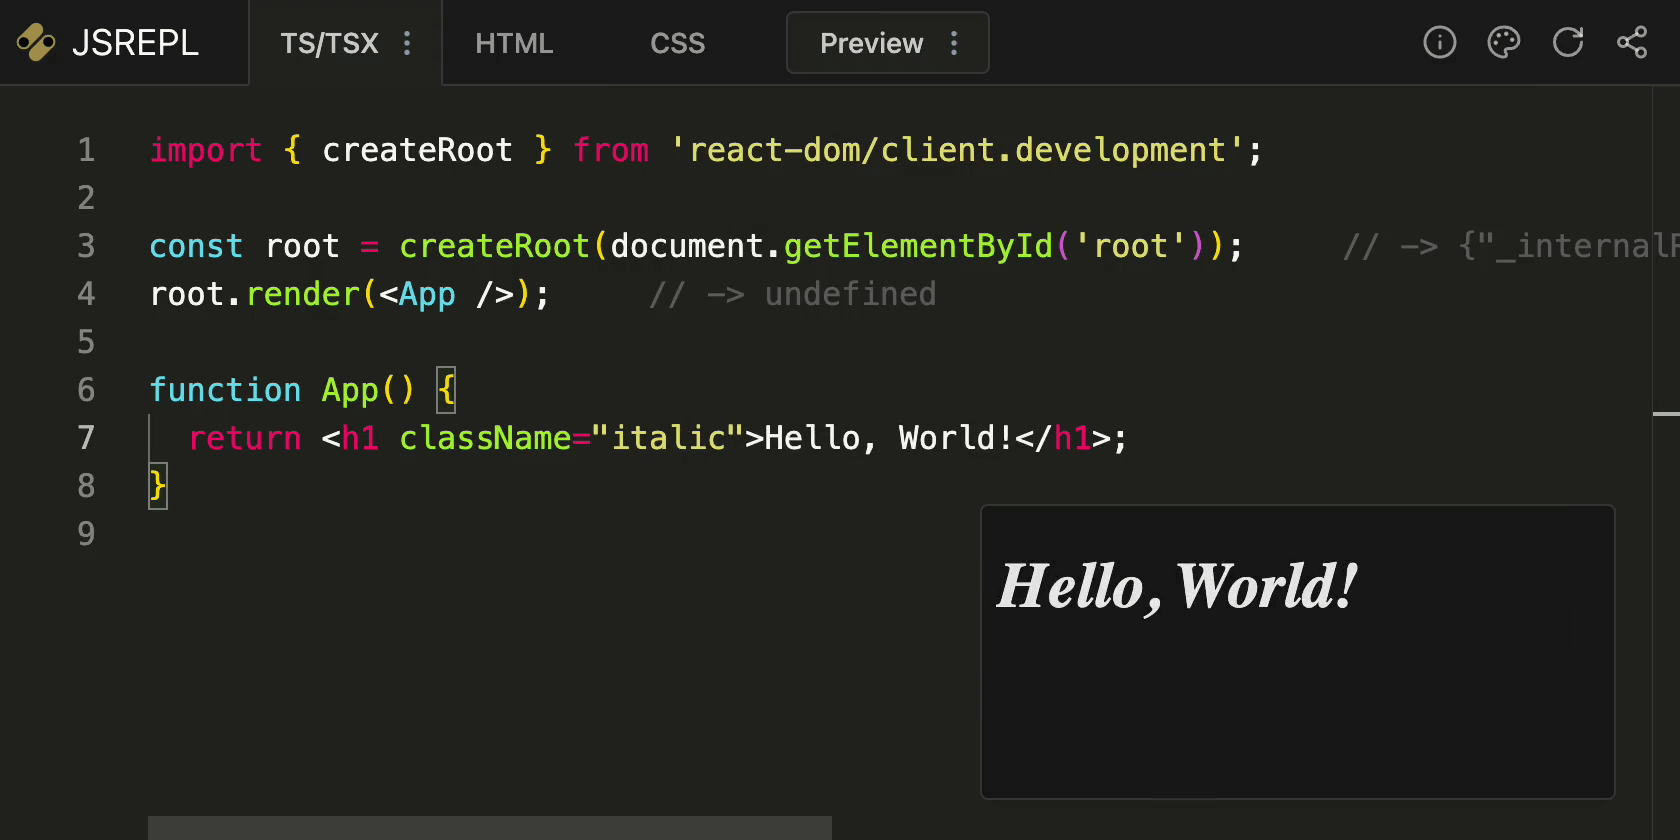 JSREPL TS/TSX HTML CSS Preview
1 import { createRoot } from 'react-dom/client.development';
2
3 const root = createRoot(document.getElementById('root')); // -> {"_internalR
4 root.render(<App />); // -> undefined
5
6 function App() {
7 return <h1 className="italic">Hello, World!</h1>;
8 }
9
Hello, World!